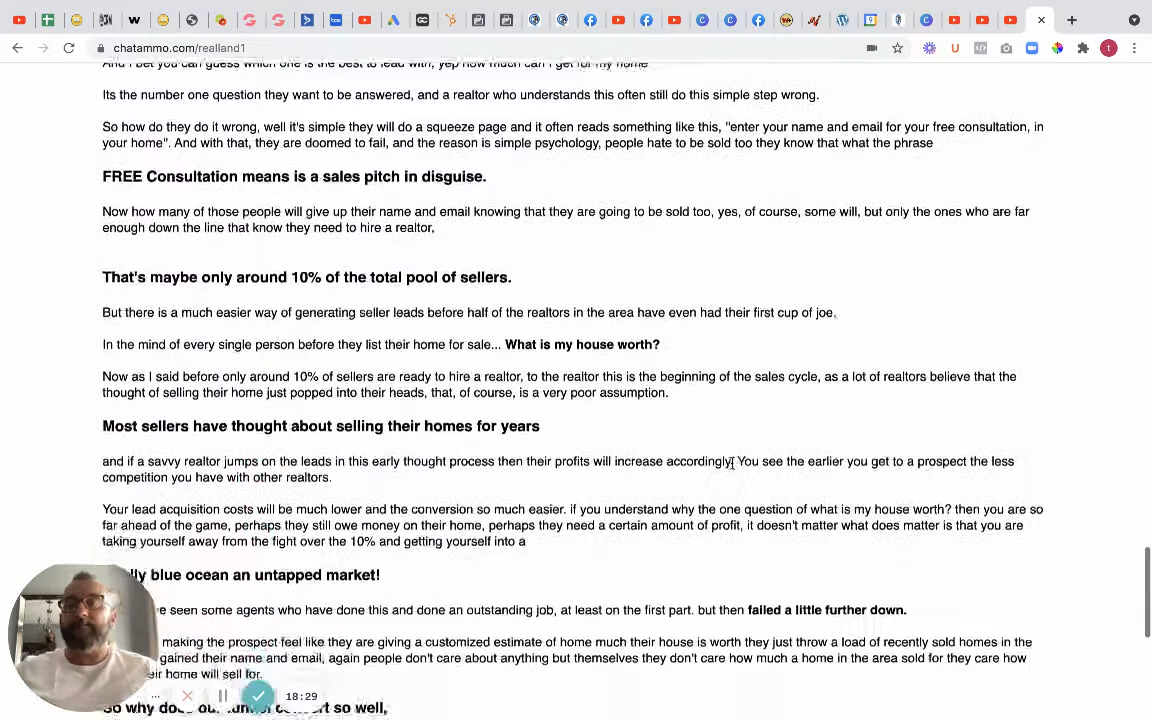 chatammo.com/realland1
And I bet you can guess which one is the best to lead with, yep how much can I get for my home
Its the number one question they want to be answered, and a realtor who understands this often still do this simple step wrong.
So how do they do it wrong, well it's simple they will do a squeeze page and it often reads something like this, "enter your name and email for your free consultation, in
your home". And with that, they are doomed to fail, and the reason is simple psychology, people hate to be sold too they know that what the phrase
FREE Consultation means is a sales pitch in disguise.
Now how many of those people will give up their name and email knowing that they are going to be sold too, yes, of course, some will, but only the ones who are far
enough down the line that know they need to hire a realtor,
That's maybe only around 10% of the total pool of sellers.
But there is a much easier way of generating seller leads before half of the realtors in the area have even had their first cup of joe,
In the mind of every single person before they list their home for sale... What is my house worth?
Now as I said before only around 10% of sellers are ready to hire a realtor, to the realtor this is the beginning of the sales cycle, as a lot of realtors believe that the
thought of selling their home just popped into their heads, that, of course, is a very poor assumption.
Most sellers have thought about selling their homes for years
and if a savvy realtor jumps on the leads in this early thought process then their profits will increase accordingly. You see the earlier you get to a prospect the less
competition you have with other realtors.
Your lead acquisition costs will be much lower and the conversion so much easier. if you understand why the one question of what is my house worth? then you are so
far ahead of the game, perhaps they still owe money on their home, perhaps they need a certain amount of profit, it doesn't matter what does matter is that you are
taking yourself away from the fight over the 10% and getting yourself into a
lly blue ocean an untapped market!
e seen some agents who have done this and done an outstanding job, at least on the first part. but then failed a little further down.
making the prospect feel like they are giving a customized estimate of home much their house is worth they just throw a load of recently sold homes in the
gained their name and email, again people don't care about anything but themselves they don't care how much a home in the area sold for they care how
eir home will sell for.
18:29
So why does our funnel convert so well,